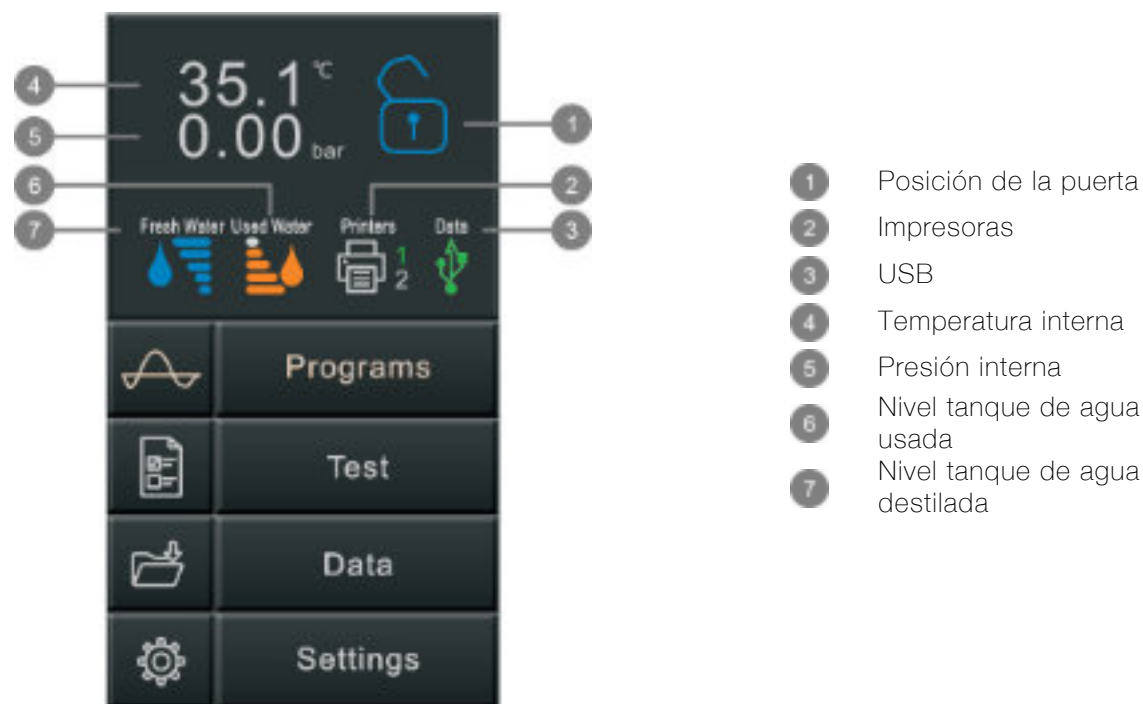 4
35.1 °C
5
0.00 bar
1
6
2
7
Fresh Water Used Water Printers Data
3
1
2
Programs
Test
Data
Settings
1 Posición de la puerta
2 Impresoras
3 USB
4 Temperatura interna
5 Presión interna
6 Nivel tanque de agua
usada
7 Nivel tanque de agua
destilada